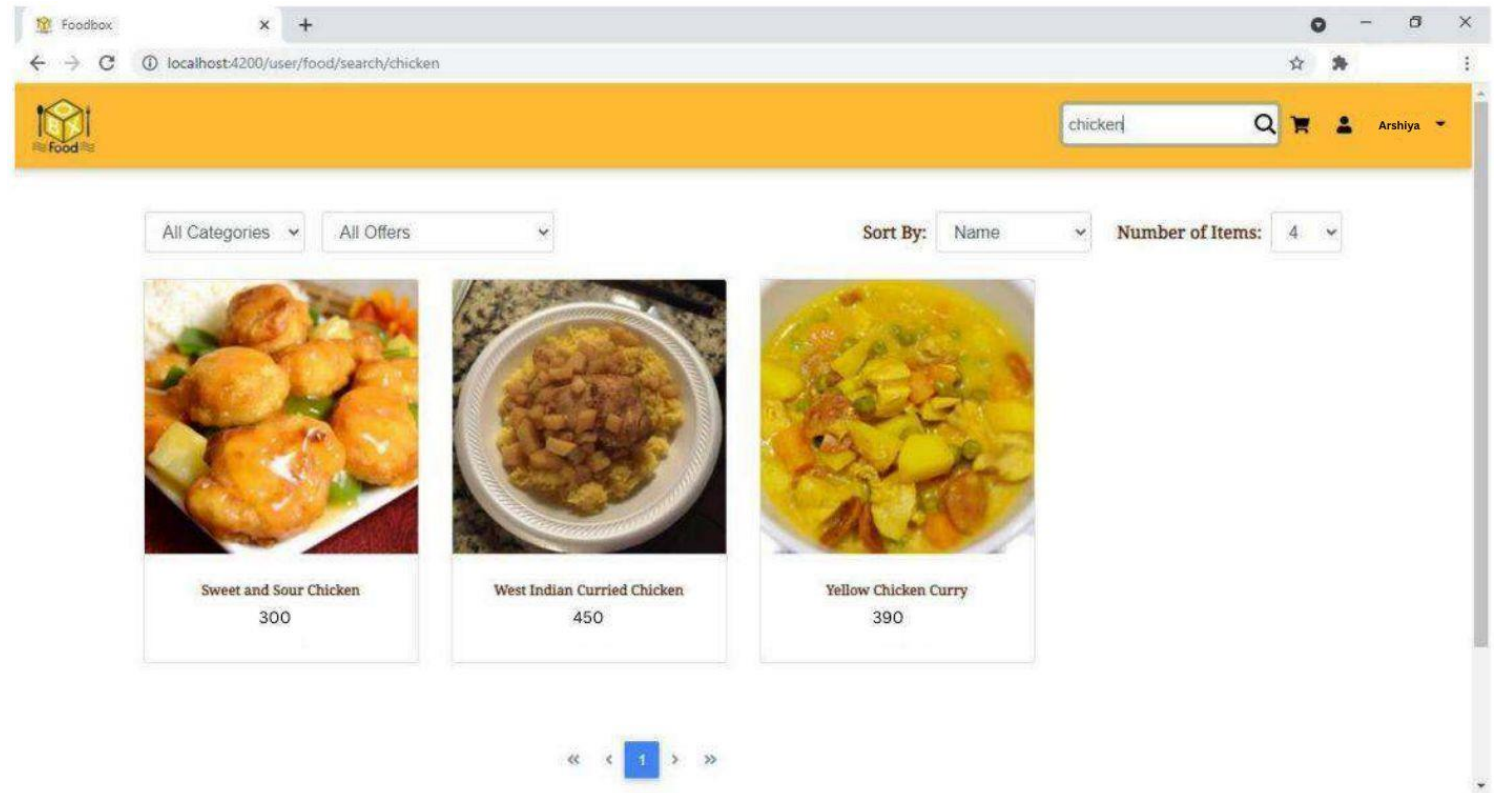 Foodbox
localhost:4200/user/food/search/chicken
BX
Food
chicken
Arshiya
All Categories
All Offers
Sort By:
Name
Number of Items:
4
Sweet and Sour Chicken
300
West Indian Curried Chicken
450
Yellow Chicken Curry
390
« ‹ 1 › »